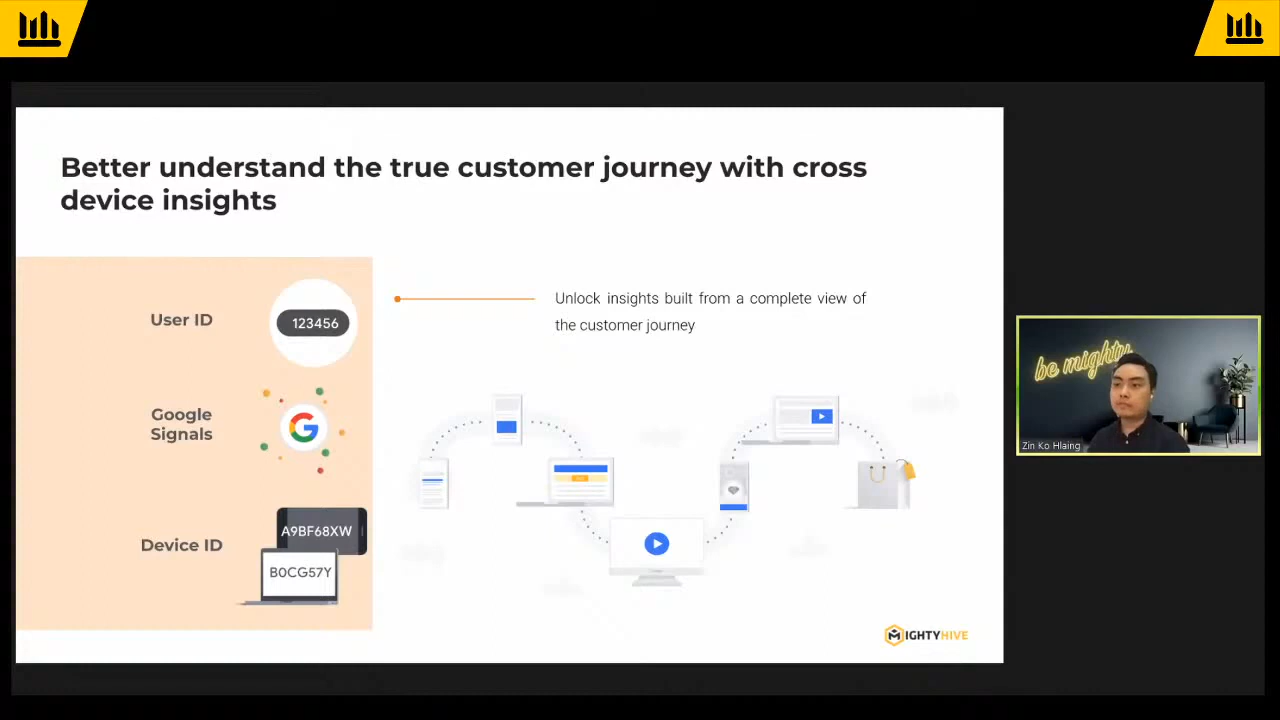 Better understand the true customer journey with cross
device insights
User ID
123456
Unlock insights built from a complete view of
the customer journey
Google
Signals
Device ID
A9BF68XW
B0CG57Y
be mighty
Zin Ko Hlaing
MIGHTYHIVE